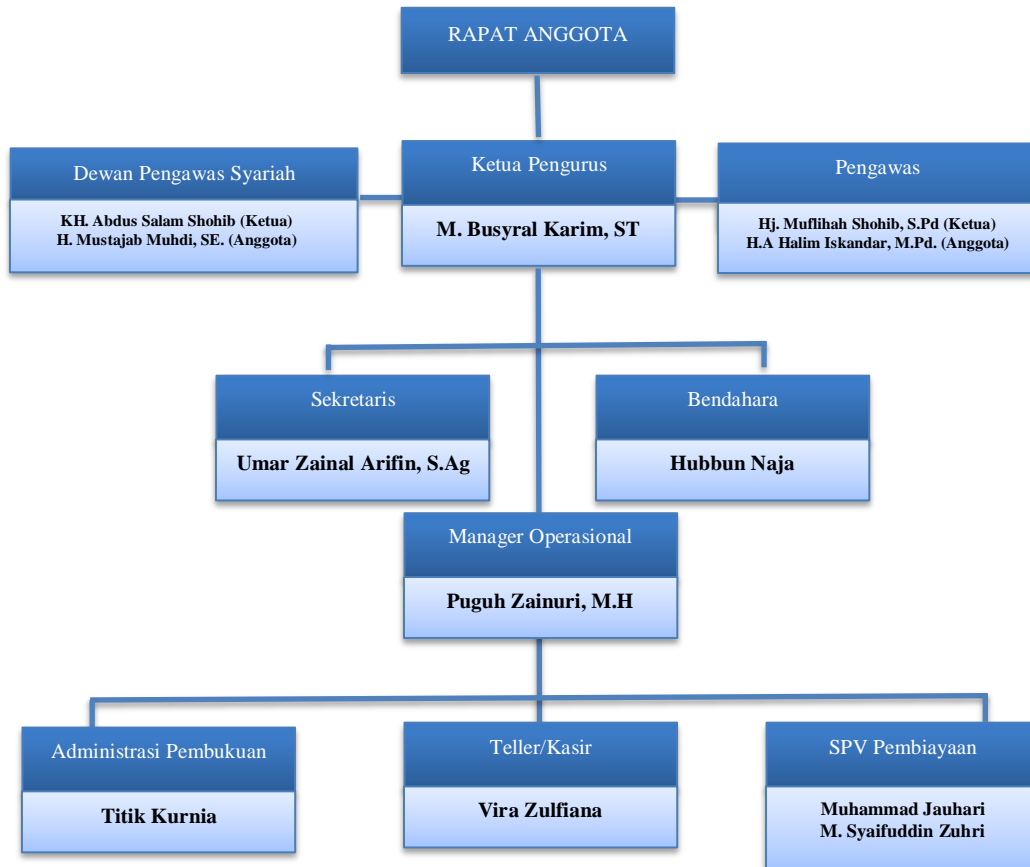 RAPAT ANGGOTA
Ketua Pengurus
M. Busyral Karim, ST
Dewan Pengawas Syariah
KH. Abdus Salam Shohib (Ketua)
H. Mustajab Muhdi, SE. (Anggota)
Pengawas
Hj. Muflihah Shohib, S.Pd (Ketua)
H.A Halim Iskandar, M.Pd. (Anggota)
Sekretaris
Umar Zainal Arifin, S.Ag
Bendahara
Hubbun Naja
Manager Operasional
Puguh Zainuri, M.H
Administrasi Pembukuan
Titik Kurnia
Teller/Kasir
Vira Zulfiana
SPV Pembiayaan
Muhammad Jauhari
M. Syaifuddin Zuhri